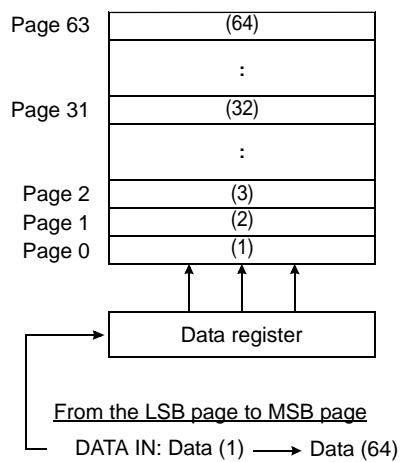 Page 63 (64)
:
Page 31 (32)
:
Page 2 (3)
Page 1 (2)
Page 0 (1)
Data register
From the LSB page to MSB page
DATA IN: Data (1) Data (64)